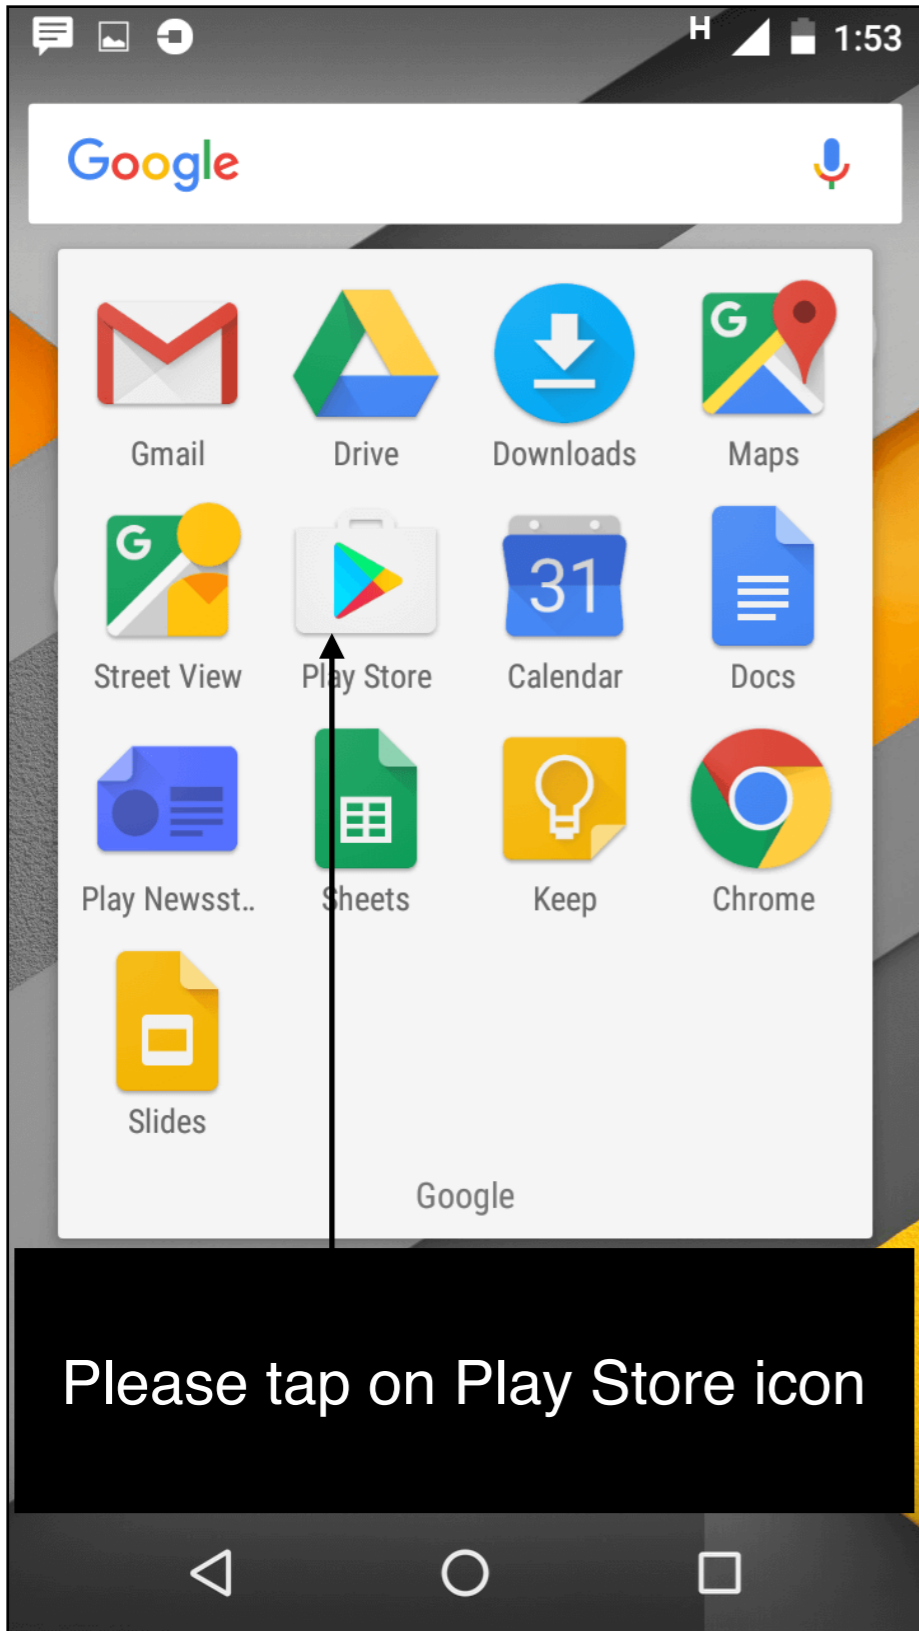 H 1:53
Google
Gmail Drive Downloads Maps
G
G
31
Street View Play Store Calendar Docs
Play Newsst.. Sheets Keep Chrome
Slides
Google
Please tap on Play Store icon